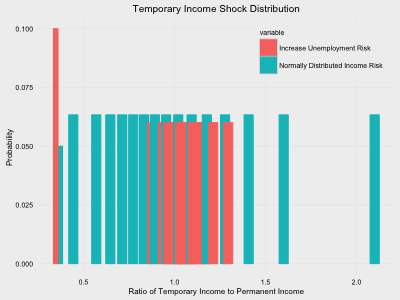 Temporary Income Shock Distribution
variable
Increase Unemployment Risk
Normally Distributed Income Risk
Probability
0.100
0.075
0.050
0.025
0.000
0.5 1.0 1.5 2.0
Ratio of Temporary Income to Permanent Income